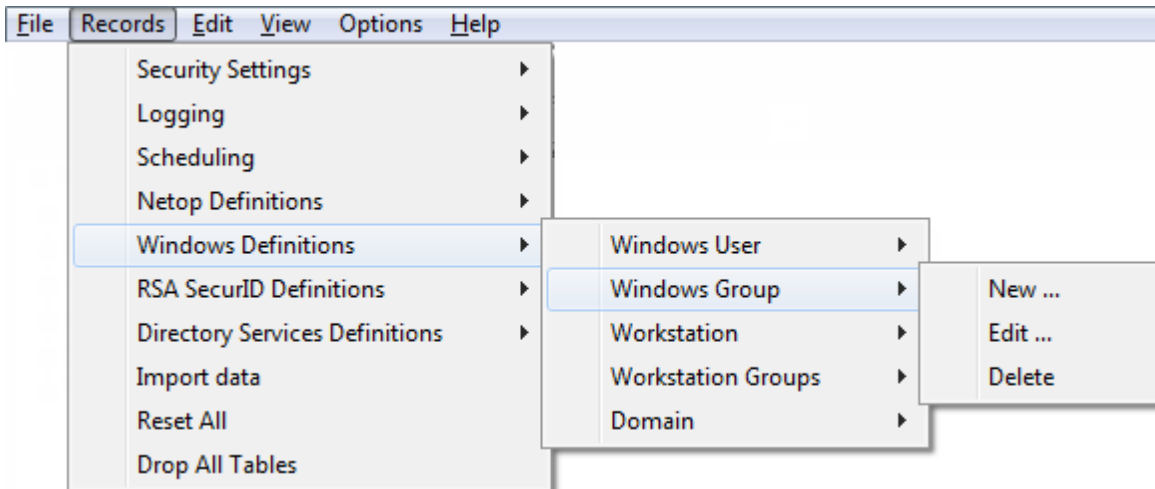 File Records Edit View Options Help
Security Settings
Logging
Scheduling
Netop Definitions
Windows Definitions
RSA SecurID Definitions
Directory Services Definitions
Import data
Reset All
Drop All Tables
Windows User
Windows Group
Workstation
Workstation Groups
Domain
New ...
Edit ...
Delete